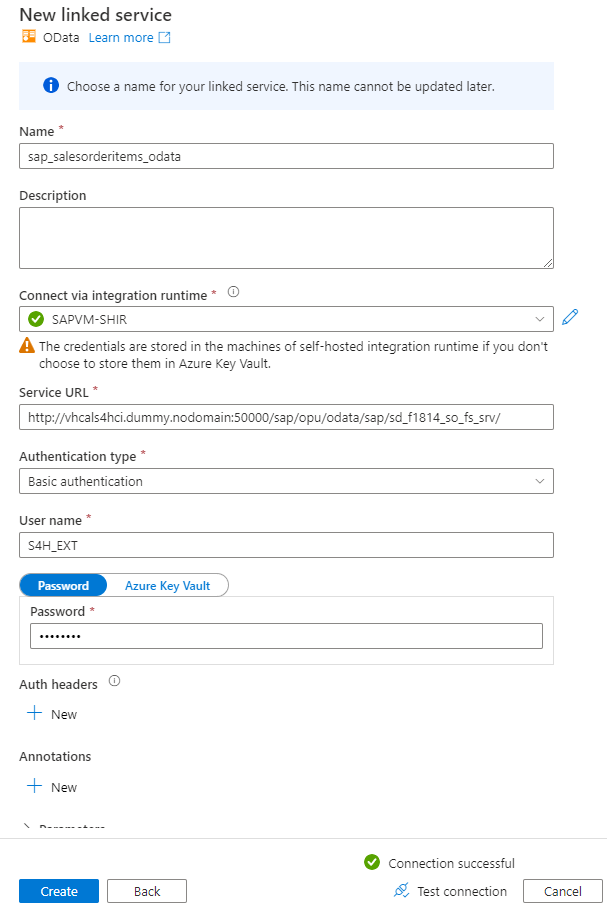 New linked service
OData Learn more
Choose a name for your linked service. This name cannot be updated later.
Name *
sap_salesorderitems_odata
Description
Connect via integration runtime *
SAPVM-SHIR
The credentials are stored in the machines of self-hosted integration runtime if you don't
choose to store them in Azure Key Vault.
Service URL *
http://vhcals4hci.dummy.nodomain:50000/sap/opu/odata/sap/sd_f1814_so_fs_srv/
Authentication type *
Basic authentication
User name *
S4H_EXT
Password Azure Key Vault
Password *
••••••••
Auth headers
New
Annotations
New
Parameters
Connection successful
Create Back Test connection Cancel